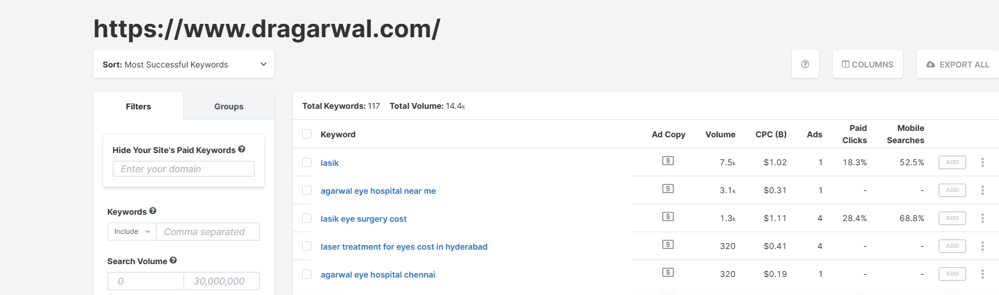 https://www.dragarwal.com/
Sort: Most Successful Keywords
COLUMNS
EXPORT ALL
Filters
Groups
Total Keywords: 117 Total Volume: 14.4k
Hide Your Site's Paid Keywords
Enter your domain
Keywords
Include
Comma separated
Search Volume
0
30,000,000
Keyword Ad Copy Volume CPC (B) Ads Paid Clicks Mobile Searches
lasik 7.5k $1.02 1 18.3% 52.5% ADD
agarwal eye hospital near me 3.1k $0.31 1 - - ADD
lasik eye surgery cost 1.3k $1.11 4 28.4% 68.8% ADD
laser treatment for eyes cost in hyderabad 320 $0.41 4 - - ADD
agarwal eye hospital chennai 320 $0.19 1 - - ADD